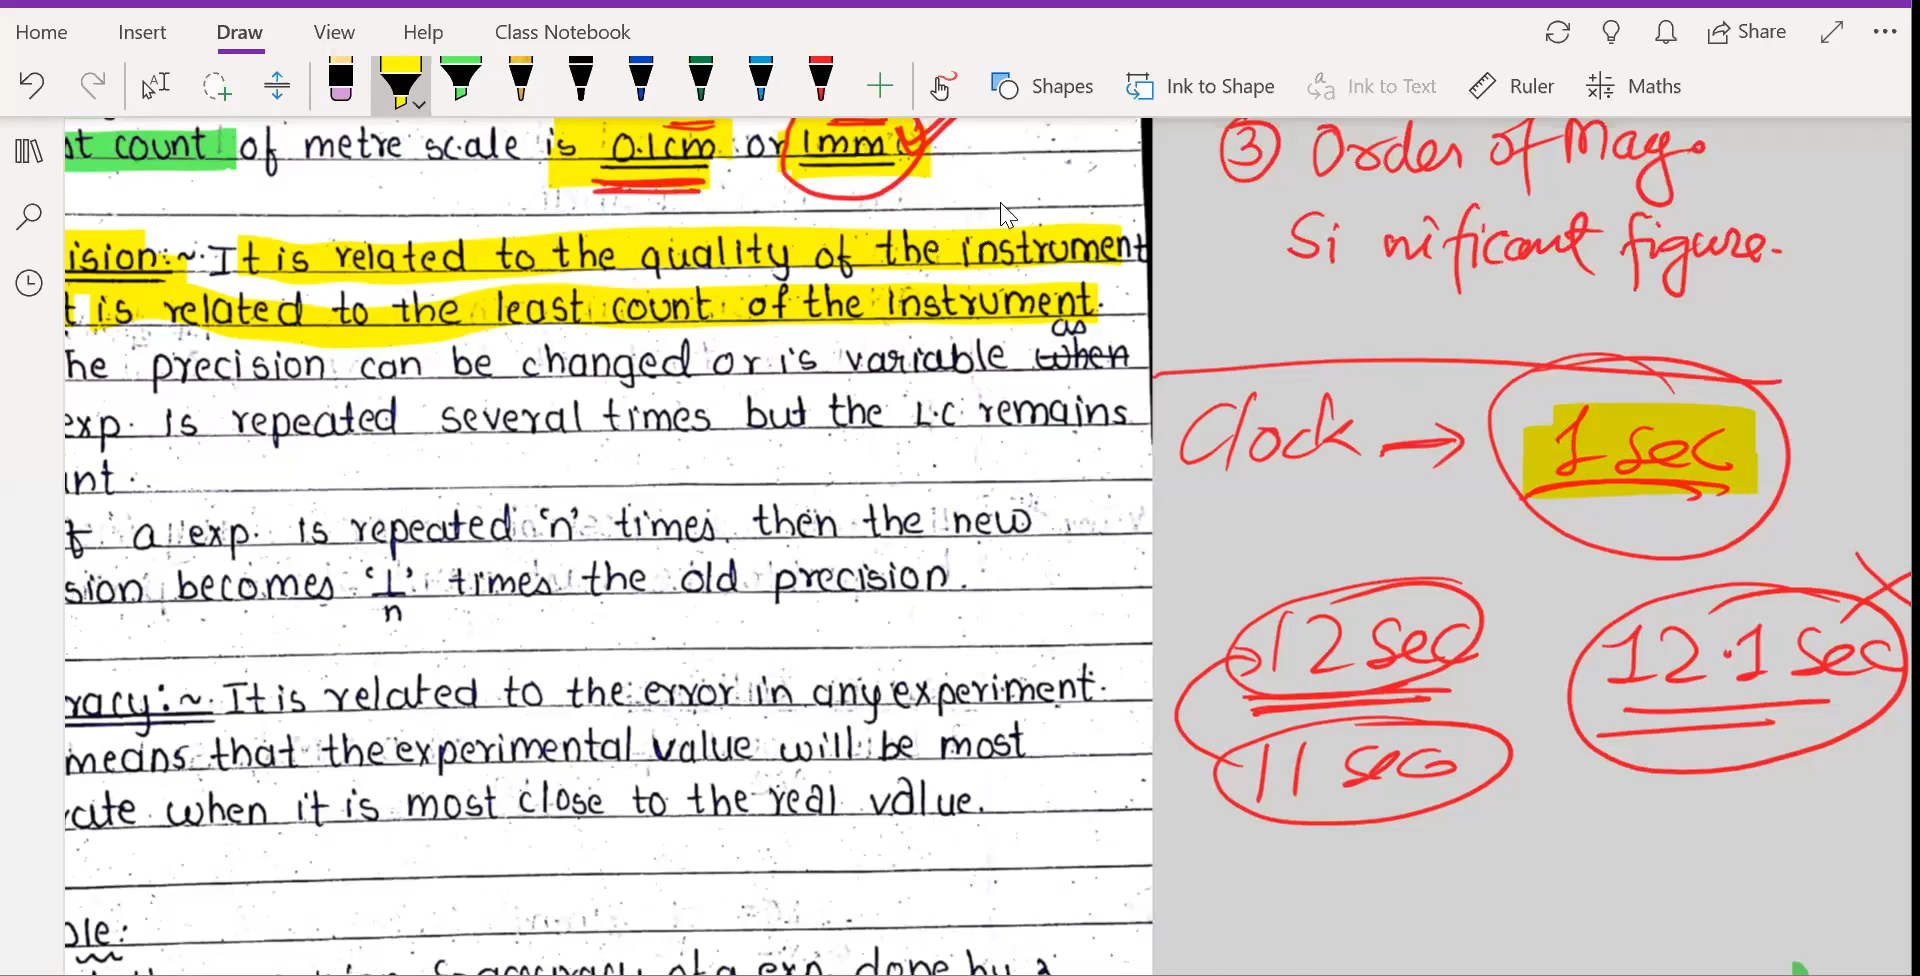 Home Insert Draw View Help Class Notebook Share
Ink to Shape Ink to Text Shapes Ruler Maths
st count of metre scale is 0.1cm or 1mm
ision:~ It is related to the quality of the instrument
t is related to the least count of the instrument.
as
he precision can be changed or is variable when
exp. is repeated several times but the L.C remains
ant.
f a exp. is repeated 'n' times, then the new
sion becomes '1/n' times the old precision.
racy:~ It is related to the error in any experiment.
means that the experimental value will be most
rate when it is most close to the real value.
ple:
③ Order of Mag.
Si nificant figure.
Clock → 1 sec
12 sec 12.1 sec
11 sec